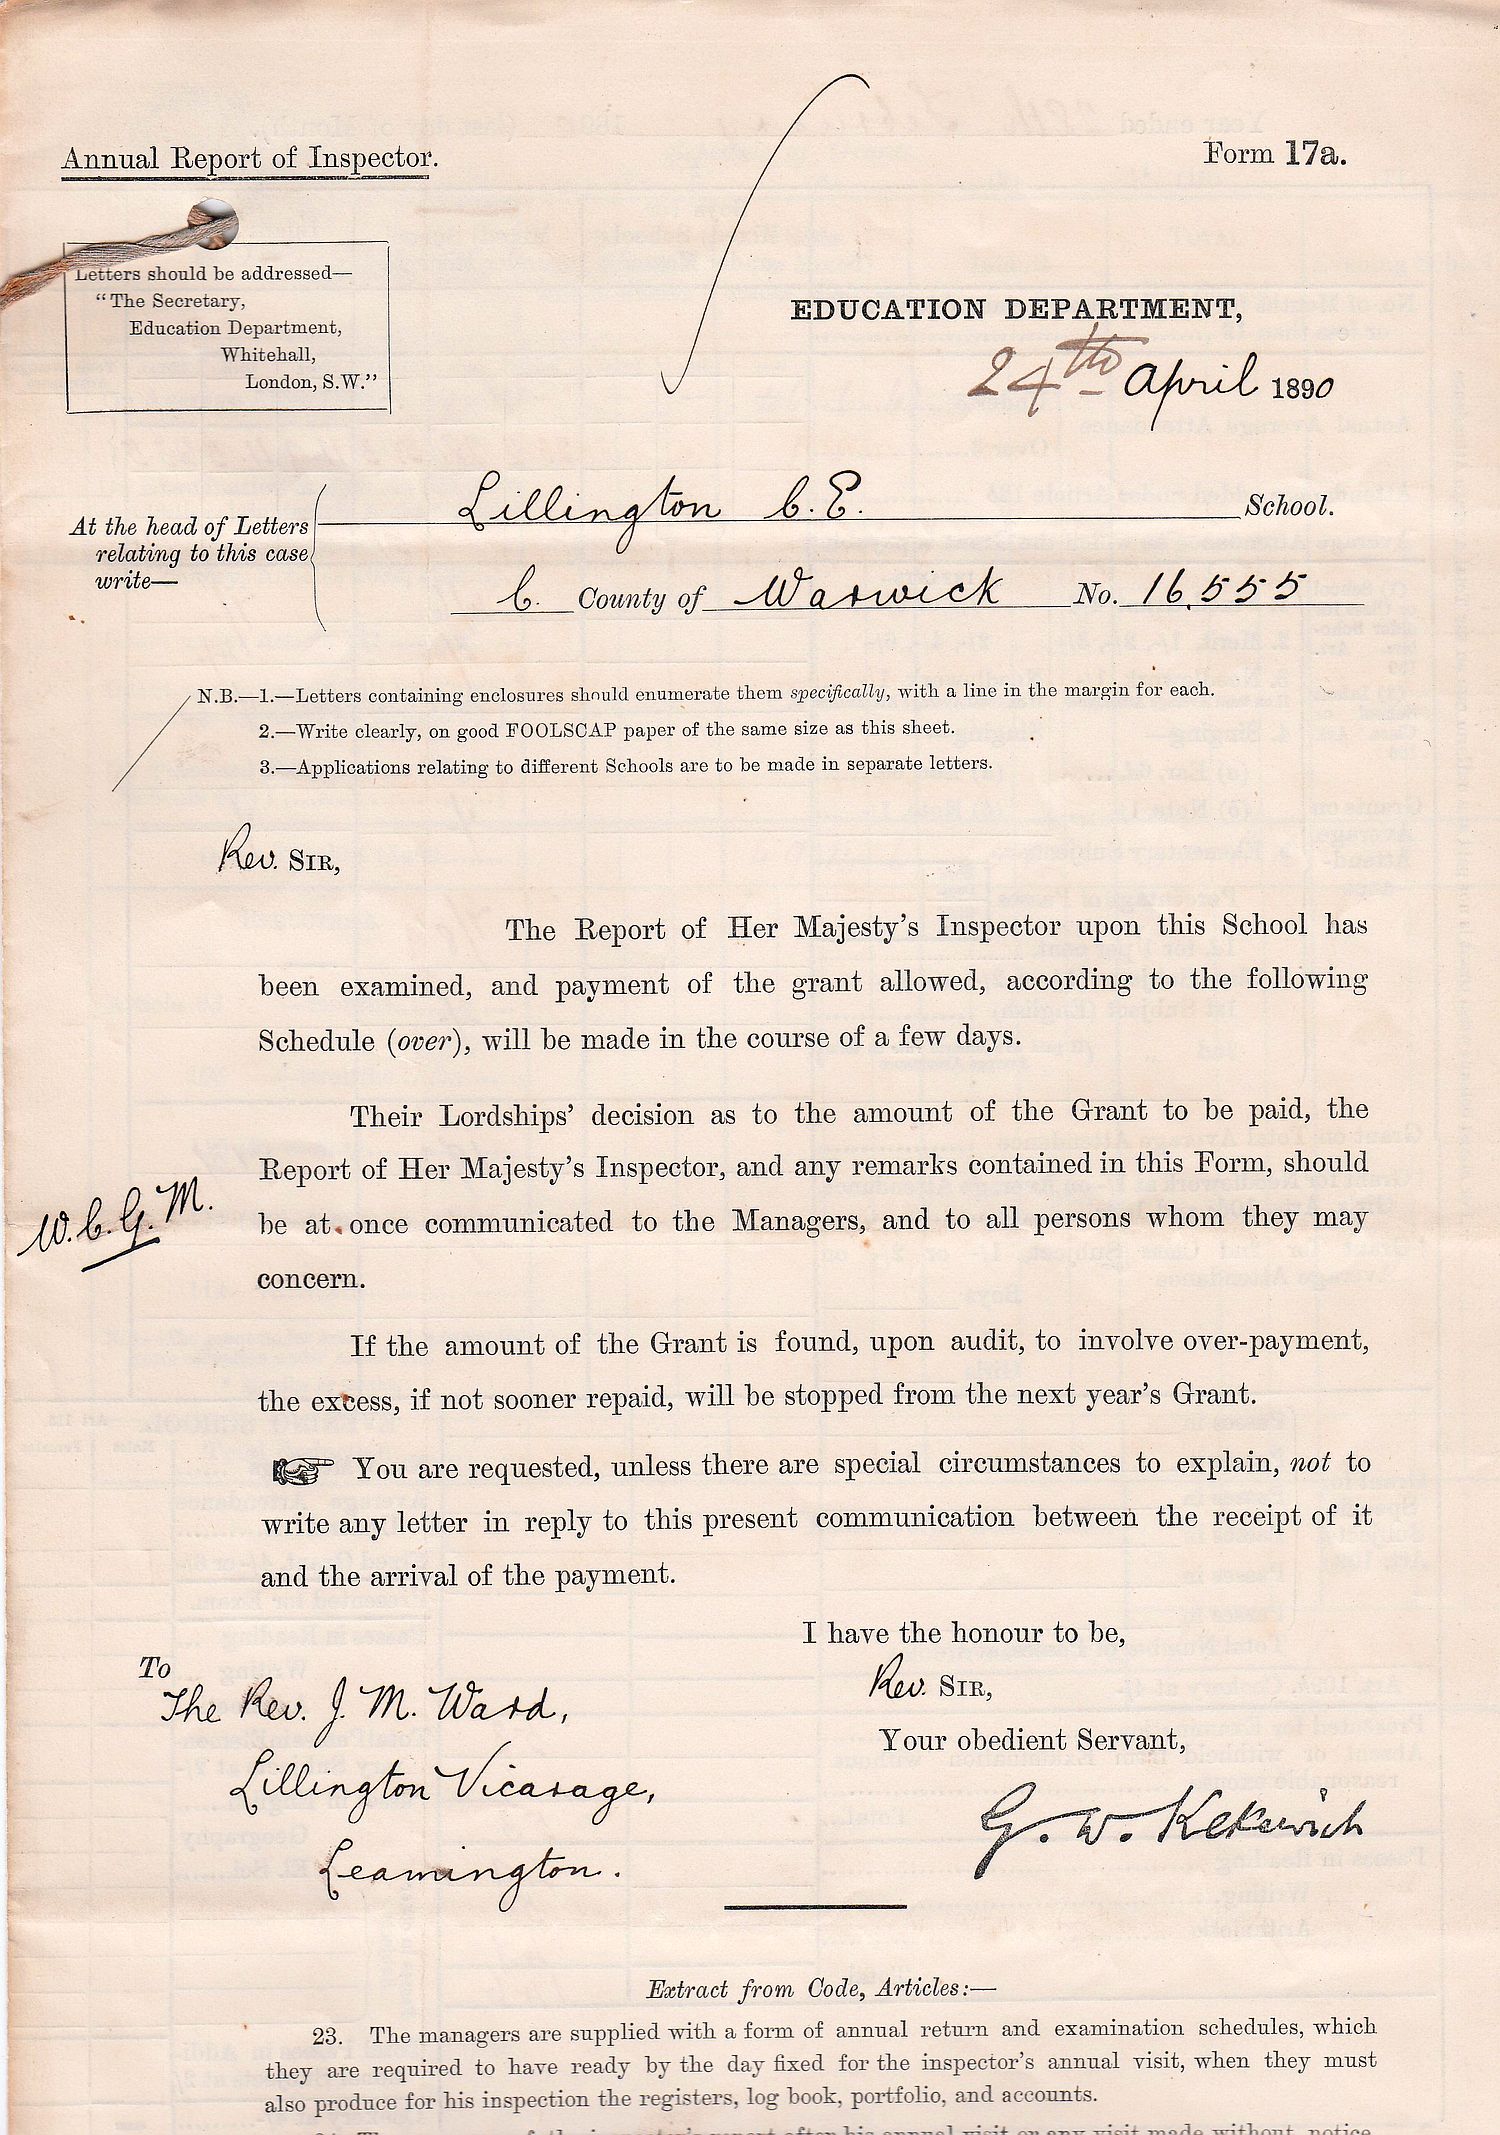 Annual Report of Inspector.
Form 17a.
Letters should be addressed—
"The Secretary,
Education Department,
Whitehall,
London, S.W."
EDUCATION DEPARTMENT,
24th April 1890
At the head of Letters
relating to this case
write—
Lillington C.E. School.
C. County of Warwick No. 16,555
N.B.—1.—Letters containing enclosures should enumerate them specifically, with a line in the margin for each.
2.—Write clearly, on good FOOLSCAP paper of the same size as this sheet.
3.—Applications relating to different Schools are to be made in separate letters.
Rev. SIR,
The Report of Her Majesty's Inspector upon this School has
been examined, and payment of the grant allowed, according to the following
Schedule (over), will be made in the course of a few days.
Their Lordships' decision as to the amount of the Grant to be paid, the
Report of Her Majesty's Inspector, and any remarks contained in this Form, should
be at once communicated to the Managers, and to all persons whom they may
concern.
W.C.G.M.
If the amount of the Grant is found, upon audit, to involve over-payment,
the excess, if not sooner repaid, will be stopped from the next year's Grant.
☞ You are requested, unless there are special circumstances to explain, not to
write any letter in reply to this present communication between the receipt of it
and the arrival of the payment.
I have the honour to be,
Rev. SIR,
Your obedient Servant,
G. W. Kekewich
To
The Rev. J. M. Ward,
Lillington Vicarage,
Leamington.
Extract from Code, Articles:—
23. The managers are supplied with a form of annual return and examination schedules, which
they are required to have ready by the day fixed for the inspector's annual visit, when they must
also produce for his inspection the registers, log book, portfolio, and accounts.